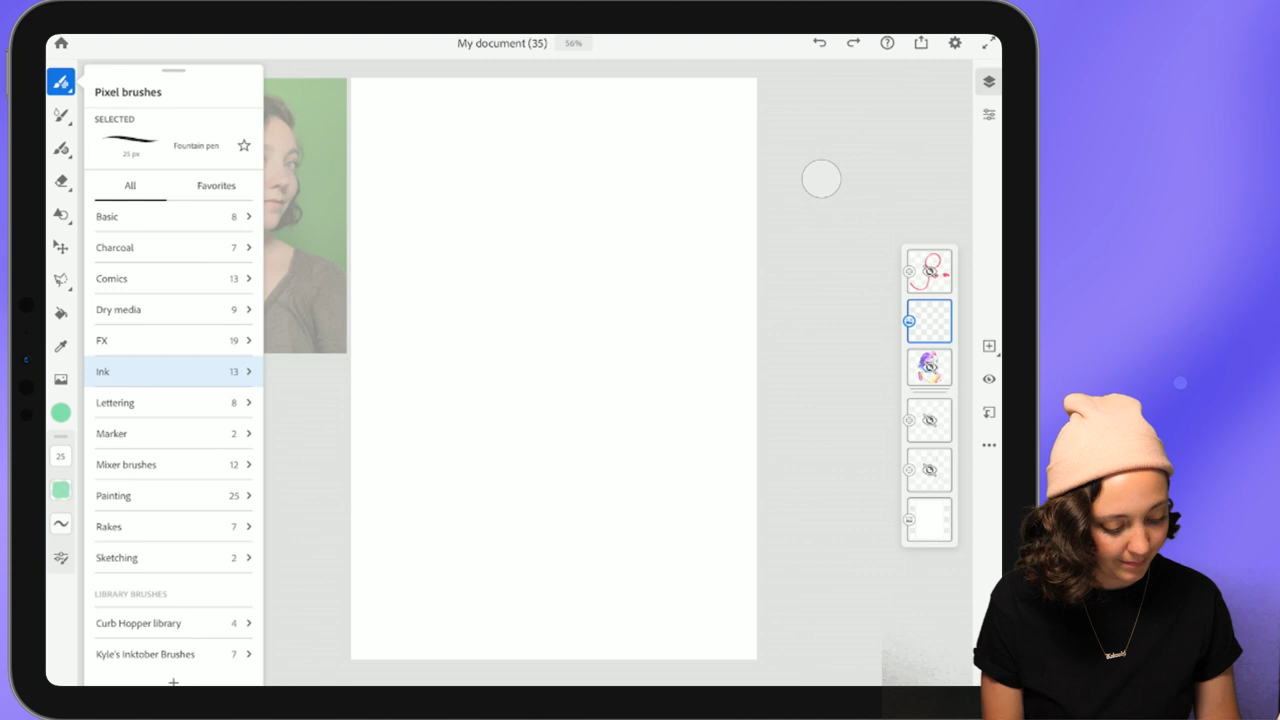 My document (35) 56%
Pixel brushes
SELECTED
25 px Fountain pen
All Favorites
Basic 8
Charcoal 7
Comics 13
Dry media 9
FX 19
Ink 13
Lettering 8
Marker 2
Mixer brushes 12
Painting 25
Rakes 7
Sketching 2
LIBRARY BRUSHES
Curb Hopper library 4
Kyle's Inktober Brushes 7
25